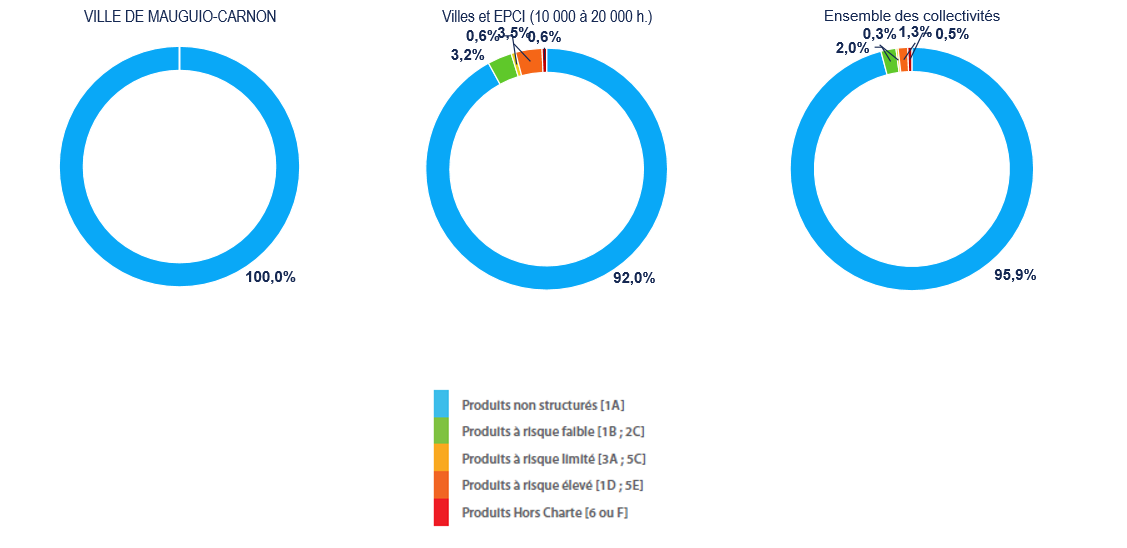 VILLE DE MAUGUIO-CARNON
100,0%
Villes et EPCI (10 000 à 20 000 h.)
0,6%
3,5%
0,6%
3,2%
92,0%
Ensemble des collectivités
0,3%
1,3%
0,5%
2,0%
95,9%
Produits non structurés [1A]
Produits à risque faible [1B ; 2C]
Produits à risque limité [3A ; 5C]
Produits à risque élevé [1D ; 5E]
Produits Hors Charte [6 ou F]